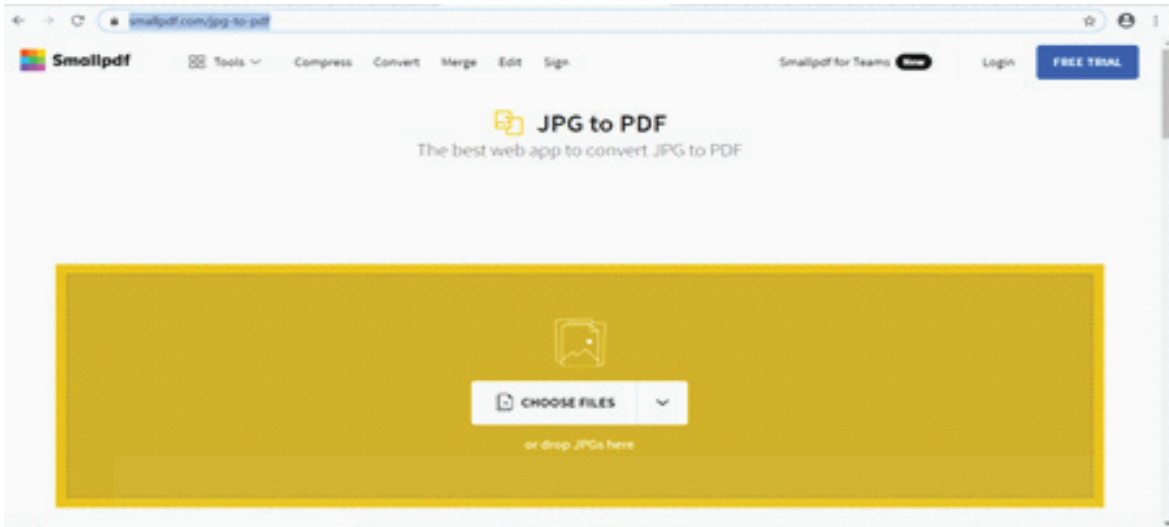 smallpdf.com/jpg-to-pdf
Smallpdf Tools Compress Convert Merge Edit Sign Smallpdf for Teams New Login FREE TRIAL
JPG to PDF
The best web app to convert JPG to PDF
CHOOSE FILES
or drop JPGs here